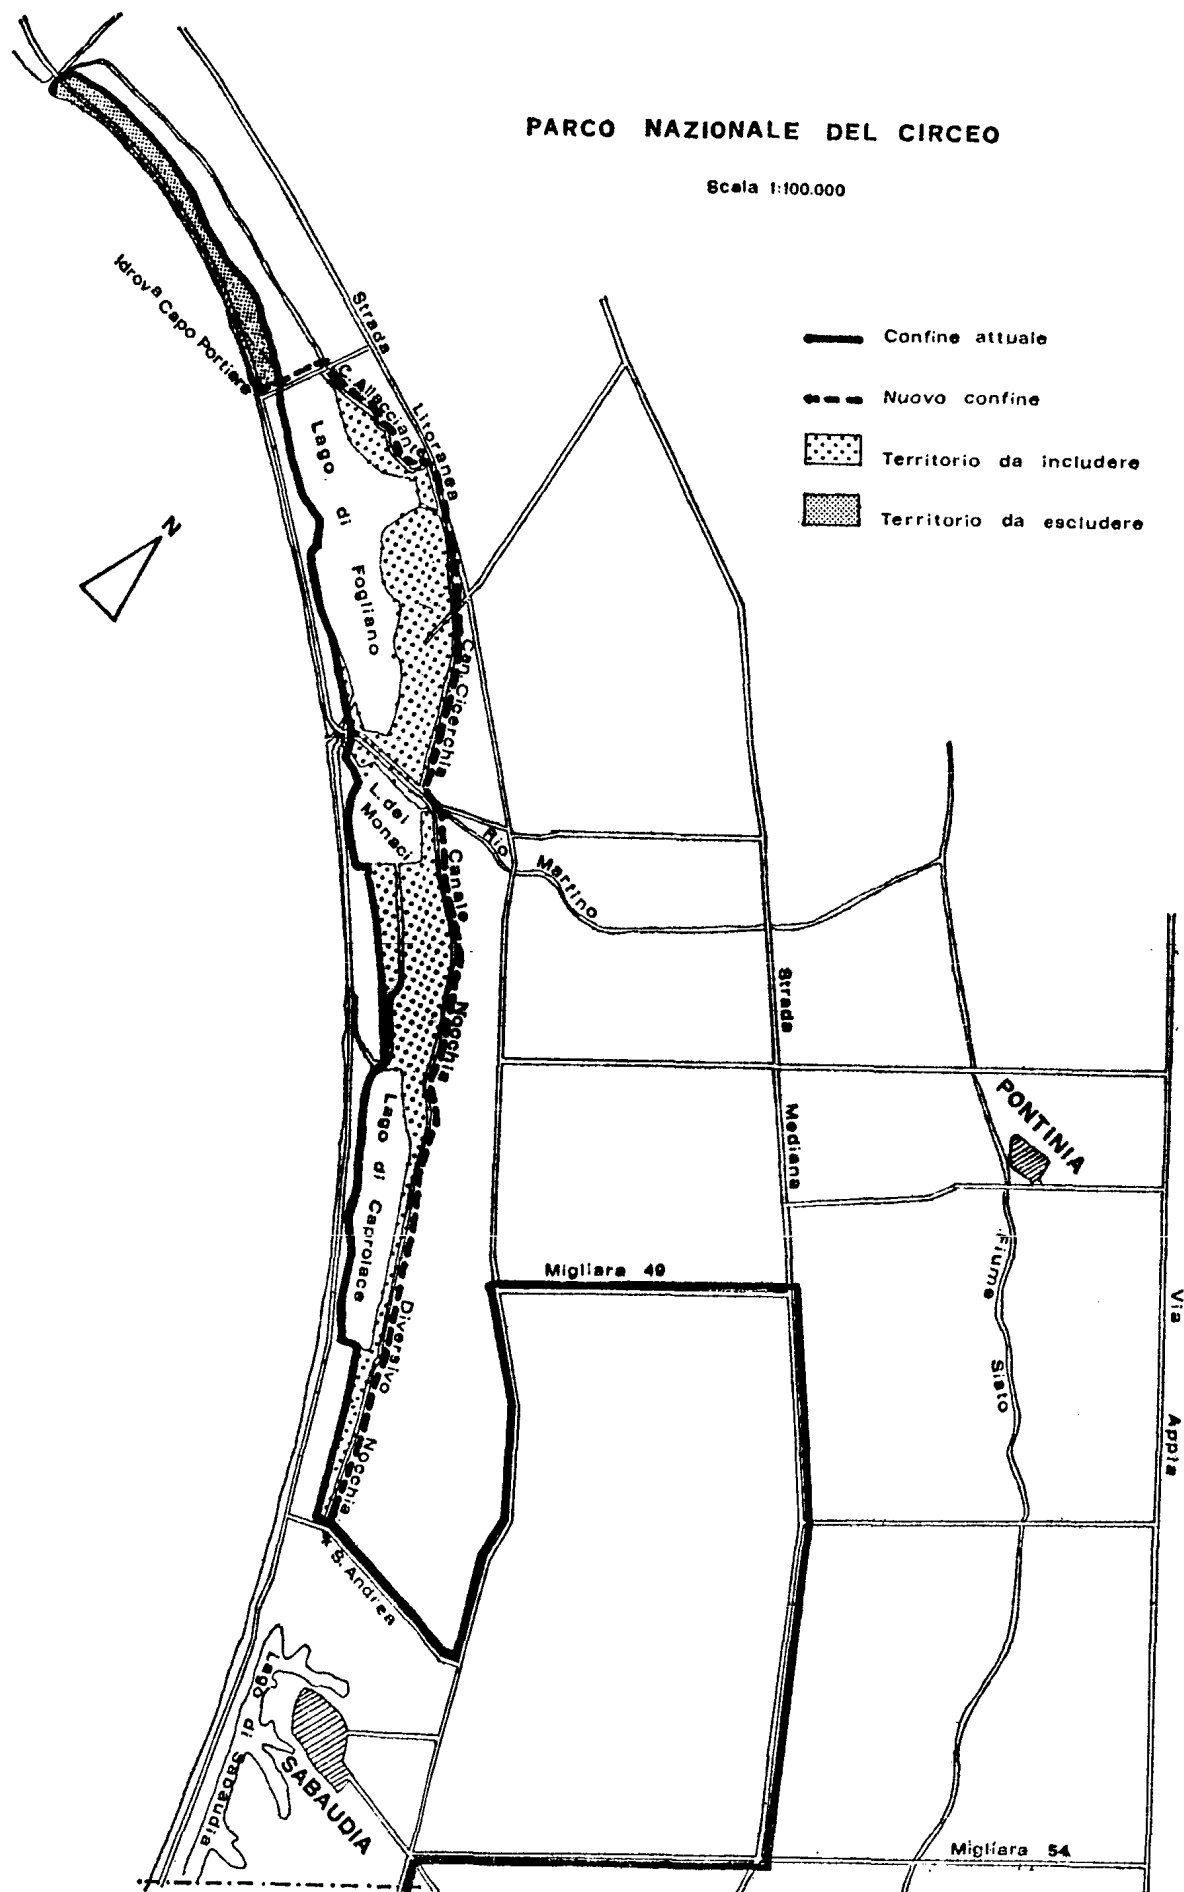 PARCO NAZIONALE DEL CIRCEO
Scala 1:100.000
Confine attuale
Nuovo confine
Territorio da includere
Territorio da escludere
N
Idrovª Capo Portiere
Strada
Litoranea
C. Allacciante
Lago di Fogliano
Can. Cicerchia
L. dei
Monaci
Rio Martino
Canale Nocchia
Strada Mediana
PONTINIA
Lago di Caprolace
Migliara 49
Fiume Sisto
Via Appia
Diversivo Nocchia
S. Andrea
Lago di Sabaudia
SABAUDIA
Migliara 54